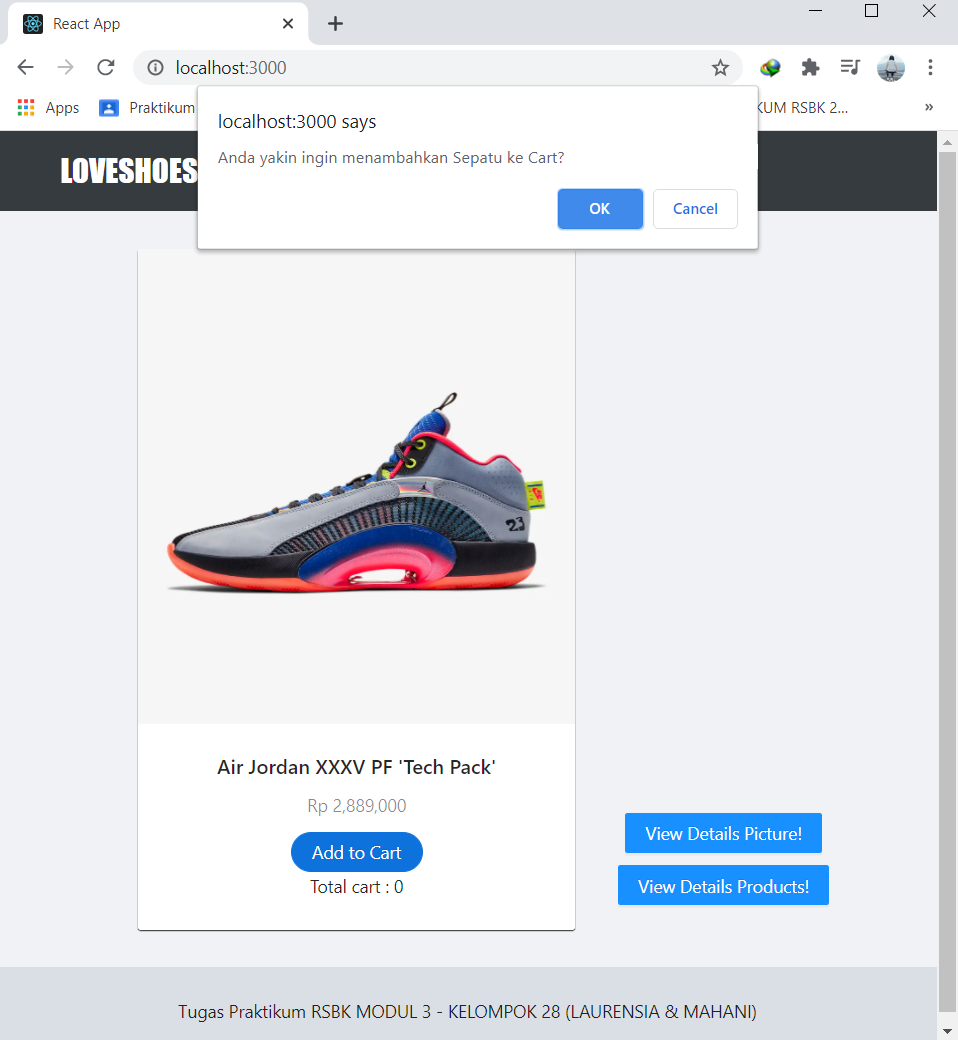 React App
localhost:3000
Apps
Praktikum
KUM RSBK 2...
»
localhost:3000 says
Anda yakin ingin menambahkan Sepatu ke Cart?
OK
Cancel
LOVESHOES
23
Air Jordan XXXV PF 'Tech Pack'
Rp 2,889,000
Add to Cart
Total cart : 0
View Details Picture!
View Details Products!
Tugas Praktikum RSBK MODUL 3 - KELOMPOK 28 (LAURENSIA & MAHANI)